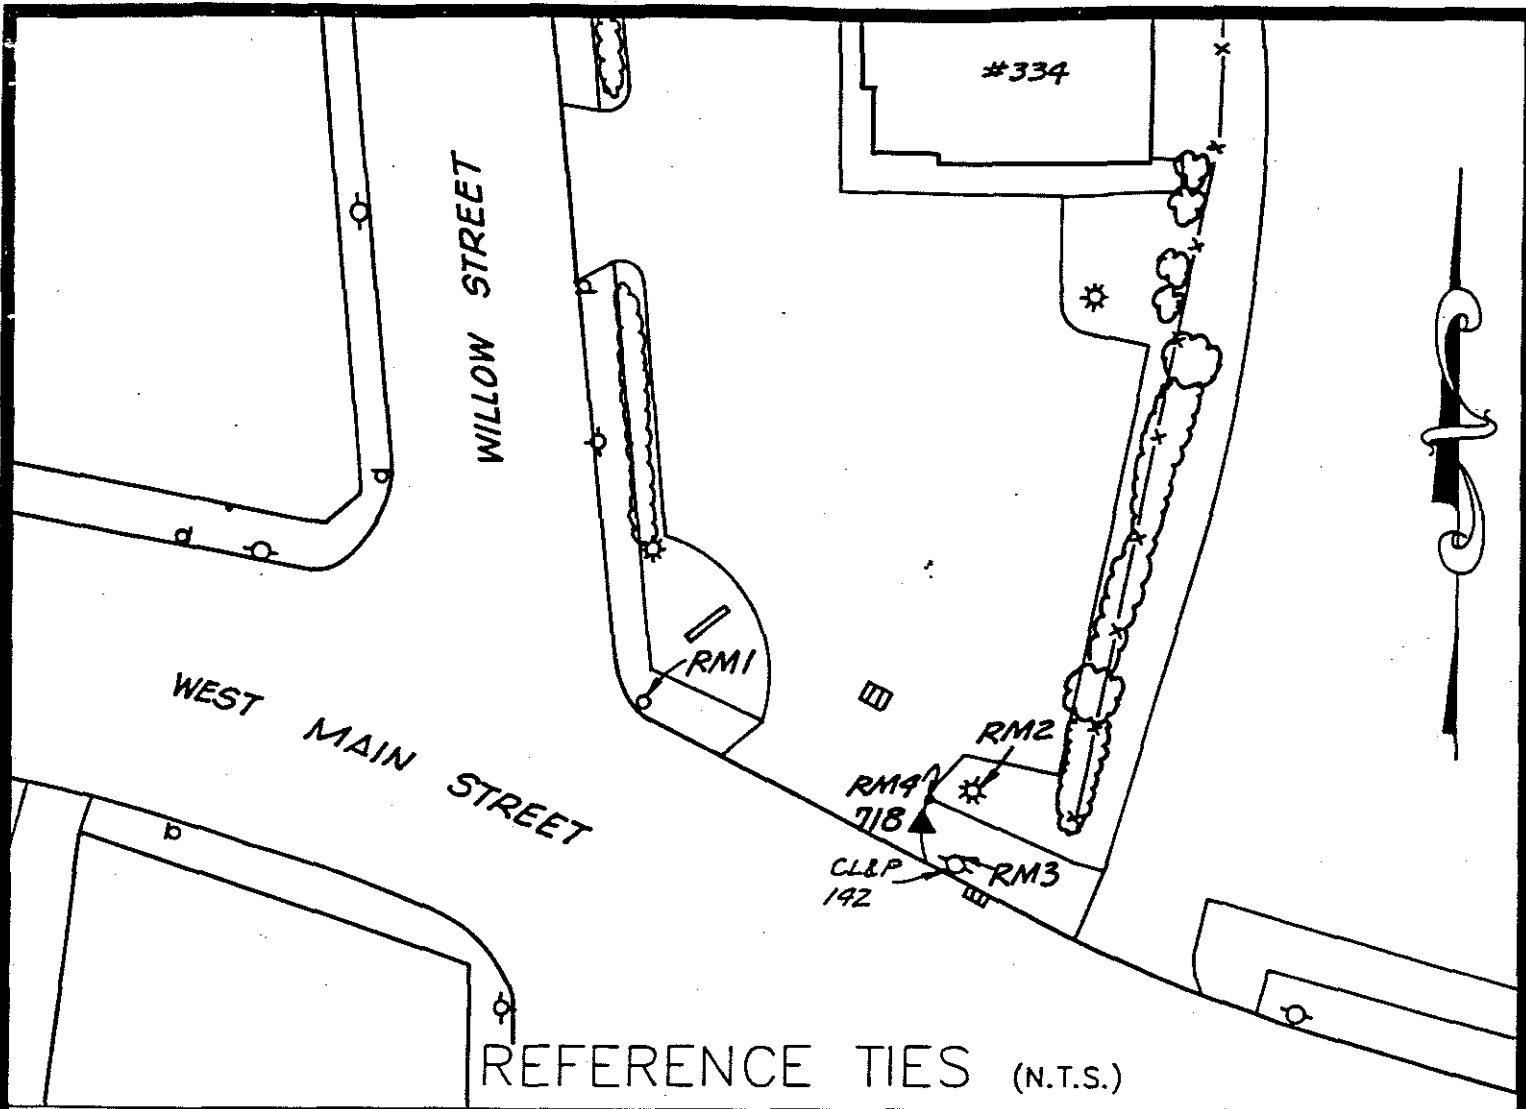 #334
WILLOW STREET
RM1
WEST MAIN STREET
RM2
RM4
718
CL&P
142
RM3
REFERENCE TIES (N.T.S.)